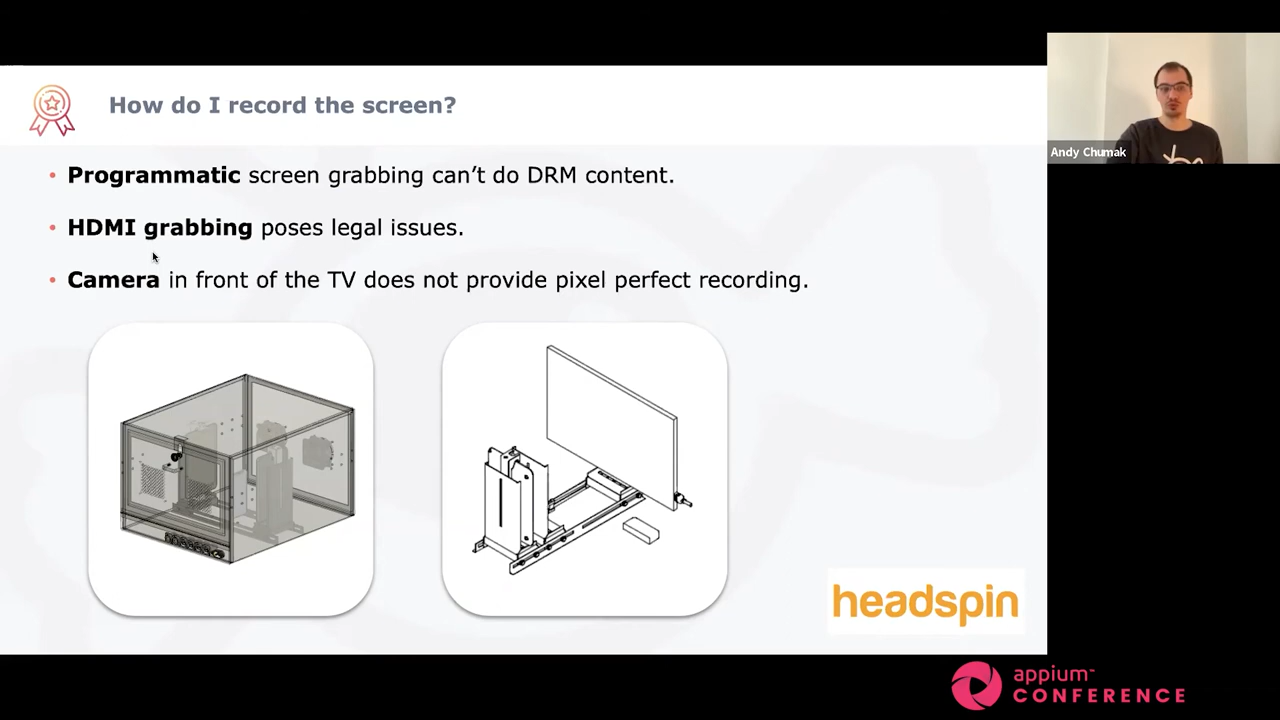 How do I record the screen?
Andy Chumak
• Programmatic screen grabbing can't do DRM content.
• HDMI grabbing poses legal issues.
• Camera in front of the TV does not provide pixel perfect recording.
headspin
appium™
CONFERENCE